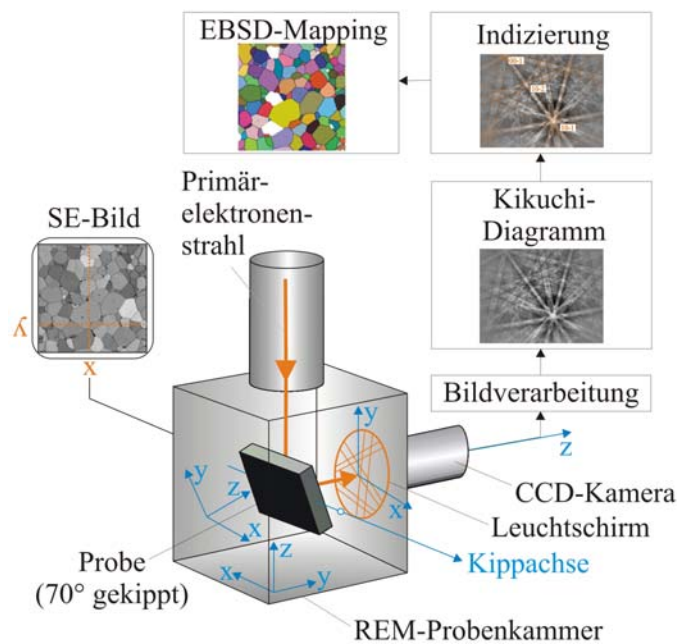 EBSD-Mapping
Indizierung
Primär-
elektronen-
strahl
SE-Bild
Kikuchi-
Diagramm
y
x
Bildverarbeitung
y
z
x
y
z
x
z
x
y
CCD-Kamera
Leuchtschirm
Kippachse
Probe
(70° gekippt)
REM-Probenkammer